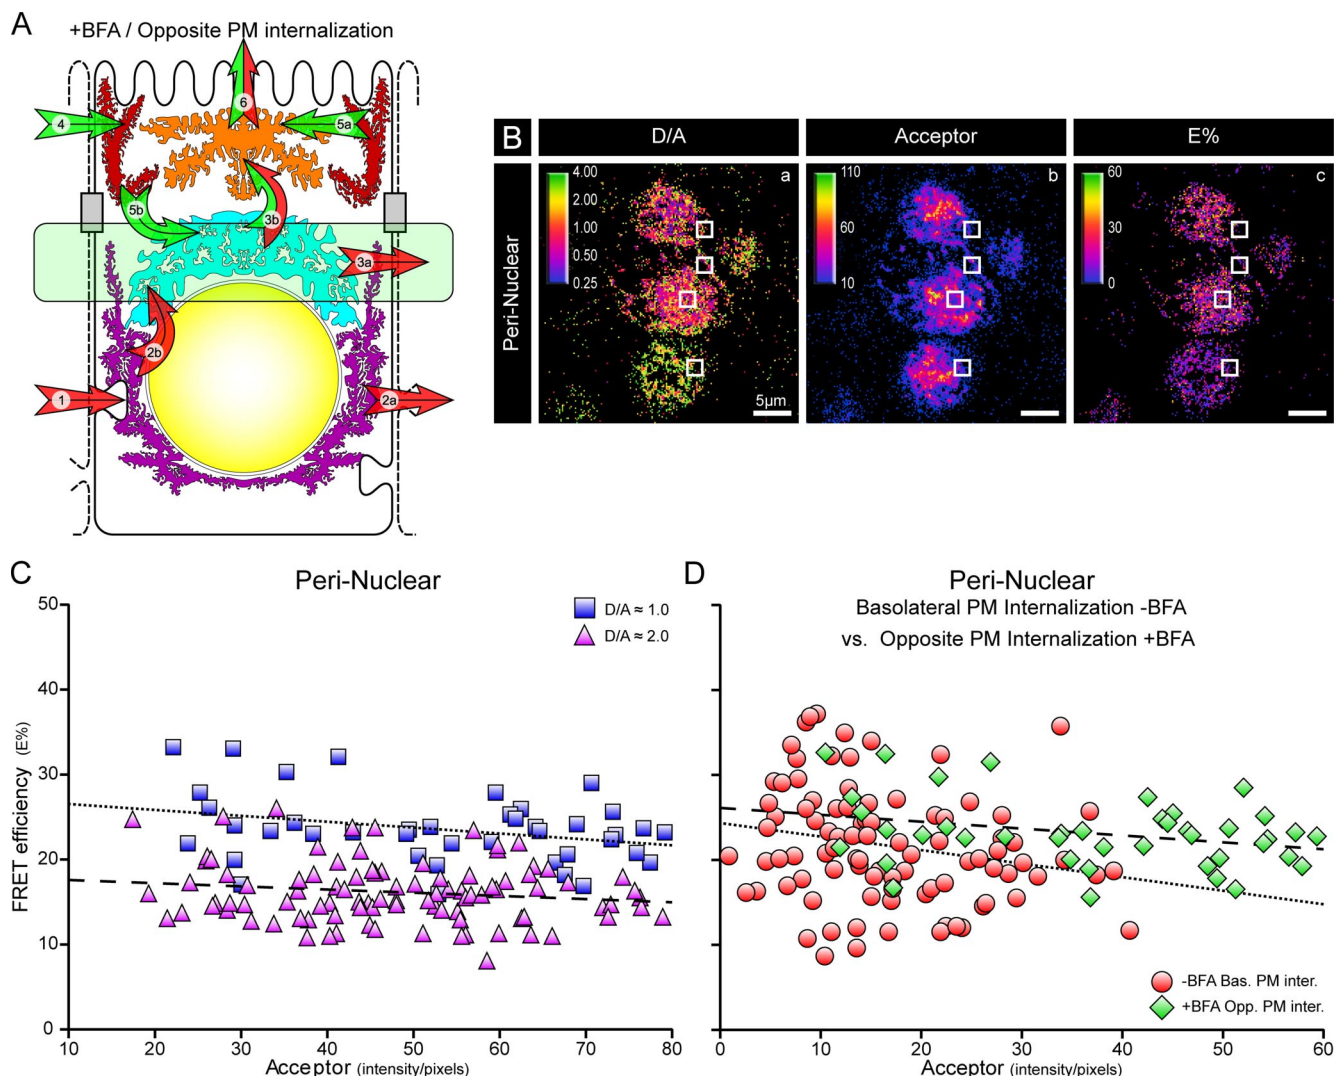 A
+BFA / Opposite PM internalization
6
4
5a
5b
3b
3a
2b
1
2a
B
D/A
Acceptor
E%
Peri-Nuclear
a
4.00
2.00
1.00
0.50
0.25
5µm
b
110
60
10
c
60
30
0
C
Peri-Nuclear
D/A ≈ 1.0
D/A ≈ 2.0
FRET efficiency (E%)
50
40
30
20
10
0
10 20 30 40 50 60 70 80
Acceptor (intensity/pixels)
D
Peri-Nuclear
Basolateral PM Internalization -BFA
vs. Opposite PM Internalization +BFA
-BFA Bas. PM inter.
+BFA Opp. PM inter.
0 10 20 30 40 50 60
Acceptor (intensity/pixels)